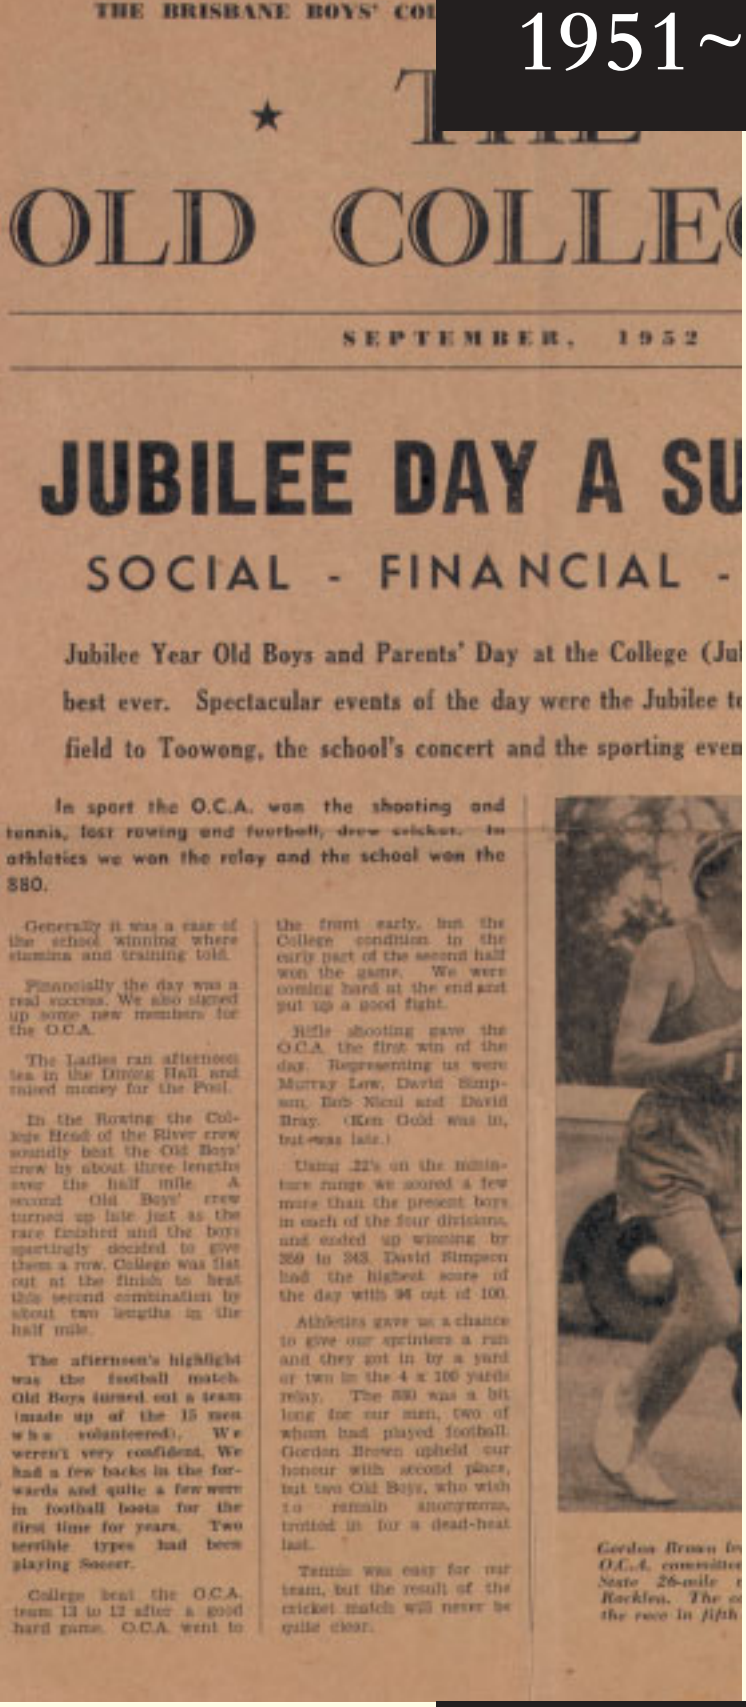 THE BRISBANE BOYS' COL
1951~
★ THE
OLD COLLEG
SEPTEMBER, 1952
JUBILEE DAY A SU
SOCIAL - FINANCIAL -
Jubilee Year Old Boys and Parents' Day at the College (Jul
best ever. Spectacular events of the day were the Jubilee to
field to Toowong, the school's concert and the sporting even
In sport the O.C.A. won the shooting and
tennis, lost rowing and football, drew cricket. In
athletics we won the relay and the school won the
880.
Generally it was a case of
the school winning where
stamina and training told.
Financially the day was a
real success. We also signed
up some new members for
the O.C.A.
The Ladies ran afternoon
tea in the Dining Hall and
raised money for the Pool.
In the Rowing the Col-
lege Head of the River crew
soundly beat the Old Boys'
crew by about three lengths
over the half mile. A
second Old Boys' crew
turned up late just as the
race finished and the boys
sportingly decided to give
them a row. College was flat
out at the finish to beat
this second combination by
about two lengths in the
half mile.
The afternoon's highlight
was the football match.
Old Boys turned out a team
(made up of the 15 men
who volunteered). We
weren't very confident. We
had a few backs in the for-
wards and quite a few were
in football boots for the
first time for years. Two
terrible types had been
playing Soccer.
College beat the O.C.A.
team 13 to 12 after a good
hard game. O.C.A. went to
the front early, but the
College condition in the
early part of the second half
won the game. We were
coming hard at the end and
put up a good fight.
Rifle shooting gave the
O.C.A. the first win of the
day. Representing us were
Murray Low, David Simp-
son, Bob Nicol and David
Bray. (Ken Gold was in,
but was late.)
Using .22's on the minia-
ture range we scored a few
more than the present boys
in each of the four divisions,
and ended up winning by
359 to 343. David Simpson
had the highest score of
the day with 94 out of 100.
Athletics gave us a chance
to give our sprinters a run
and they got in by a yard
or two in the 4 x 100 yards
relay. The 880 was a bit
long for our men, two of
whom had played football.
Gordon Brown upheld our
honour with second place,
but two Old Boys, who wish
to remain anonymous,
trotted in for a dead-heat
last.
Tennis was easy for our
team, but the result of the
cricket match will never be
quite clear.
Gordon Brown
O.C.A. committee
State 26-mile
Rocklea. The
the race in fifth